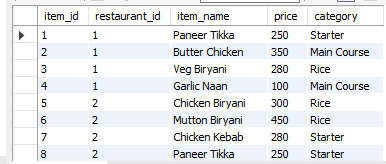 item_id restaurant_id item_name price category
1 1 Paneer Tikka 250 Starter
2 1 Butter Chicken 350 Main Course
3 1 Veg Biryani 280 Rice
4 1 Garlic Naan 100 Main Course
5 2 Chicken Biryani 300 Rice
6 2 Mutton Biryani 450 Rice
7 2 Chicken Kebab 280 Starter
8 2 Paneer Tikka 250 Starter